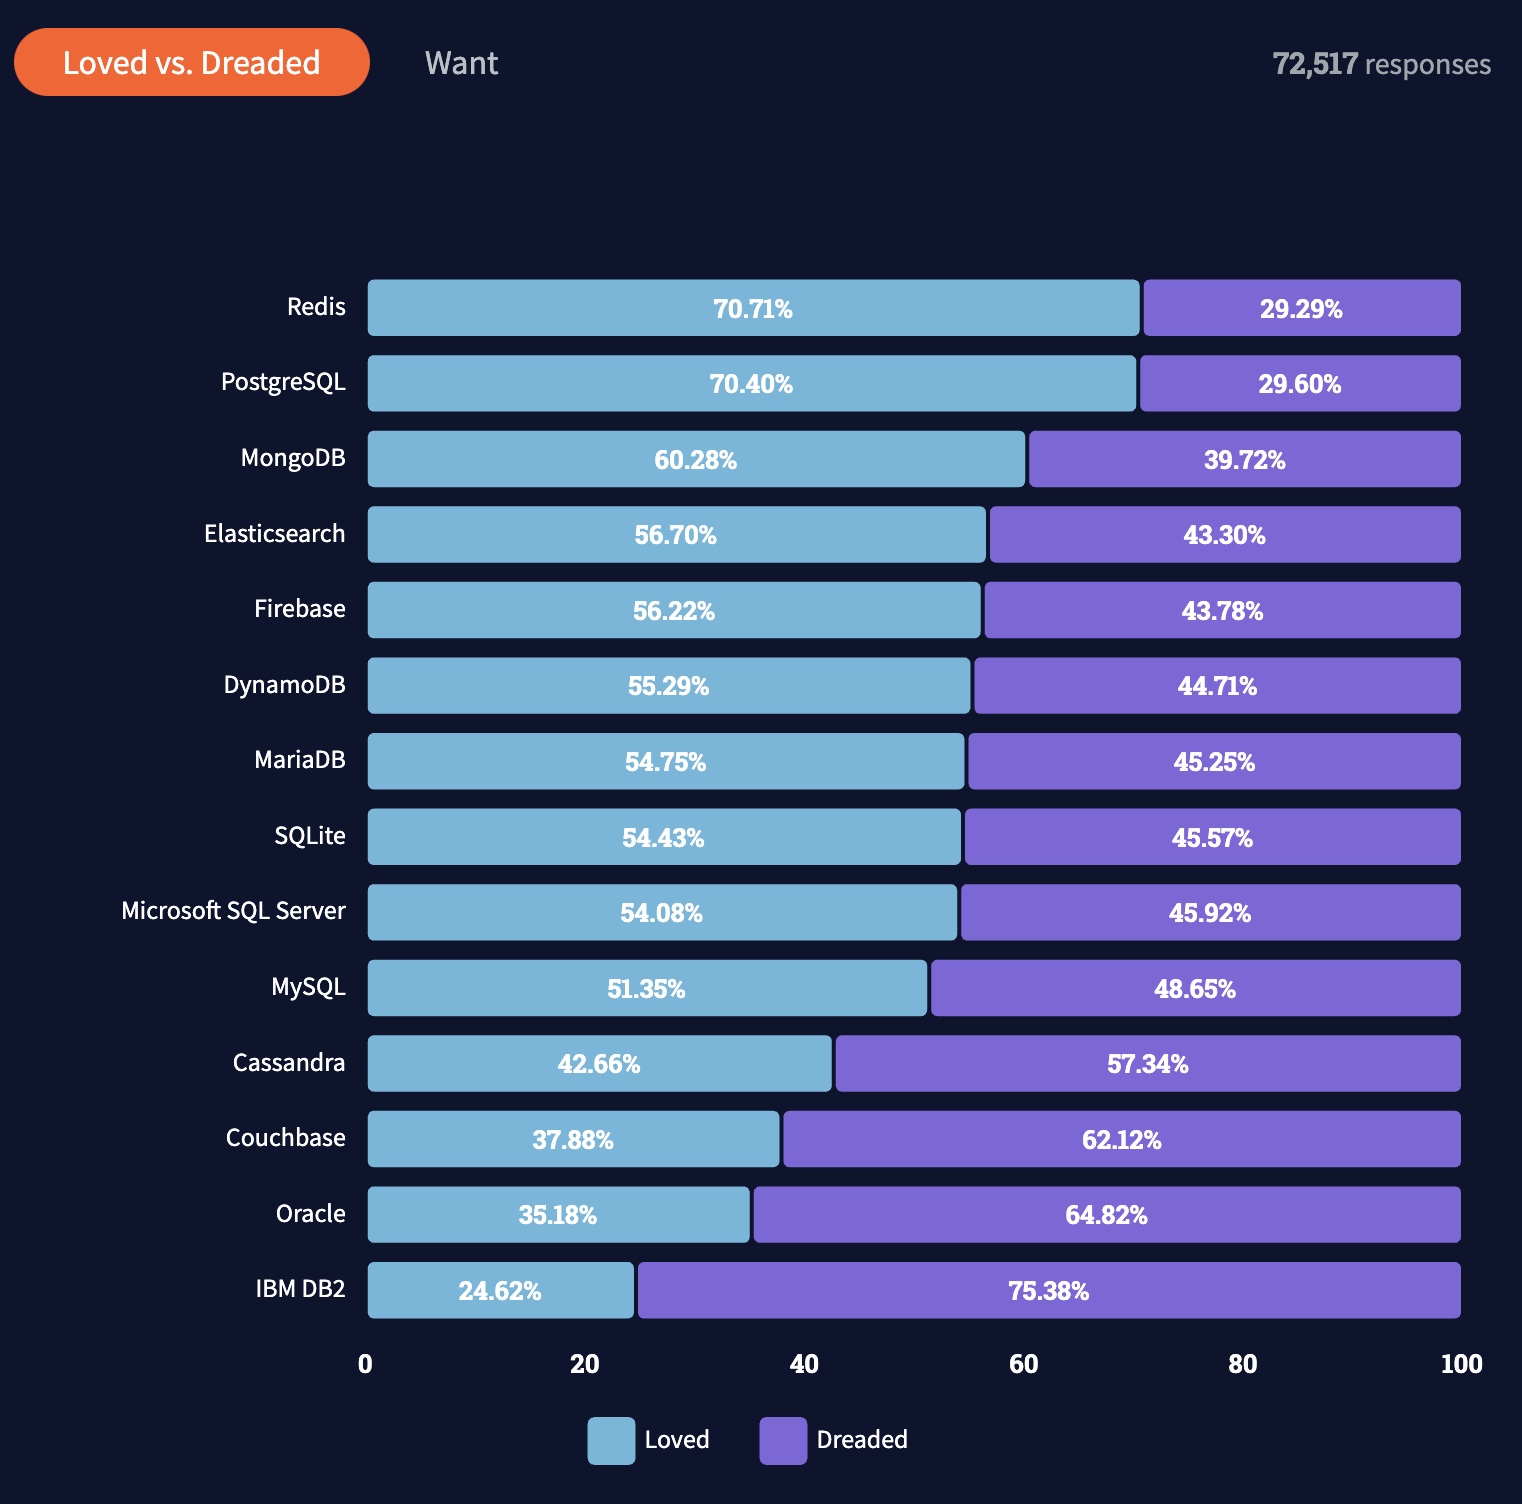 Loved vs. Dreaded Want 72,517 responses
Redis 70.71% 29.29%
PostgreSQL 70.40% 29.60%
MongoDB 60.28% 39.72%
Elasticsearch 56.70% 43.30%
Firebase 56.22% 43.78%
DynamoDB 55.29% 44.71%
MariaDB 54.75% 45.25%
SQLite 54.43% 45.57%
Microsoft SQL Server 54.08% 45.92%
MySQL 51.35% 48.65%
Cassandra 42.66% 57.34%
Couchbase 37.88% 62.12%
Oracle 35.18% 64.82%
IBM DB2 24.62% 75.38%
0 20 40 60 80 100
Loved Dreaded